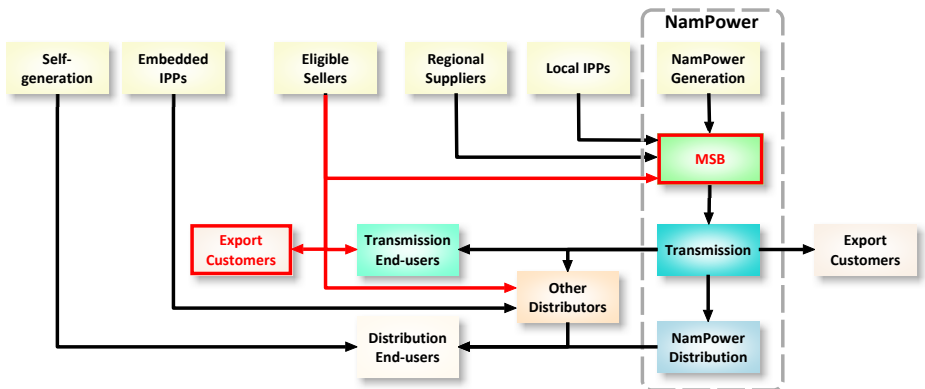 NamPower
Self-
generation
Embedded
IPPs
Eligible
Sellers
Regional
Suppliers
Local IPPs
NamPower
Generation
MSB
Export
Customers
Transmission
End-users
Transmission
Export
Customers
Other
Distributors
Distribution
End-users
NamPower
Distribution